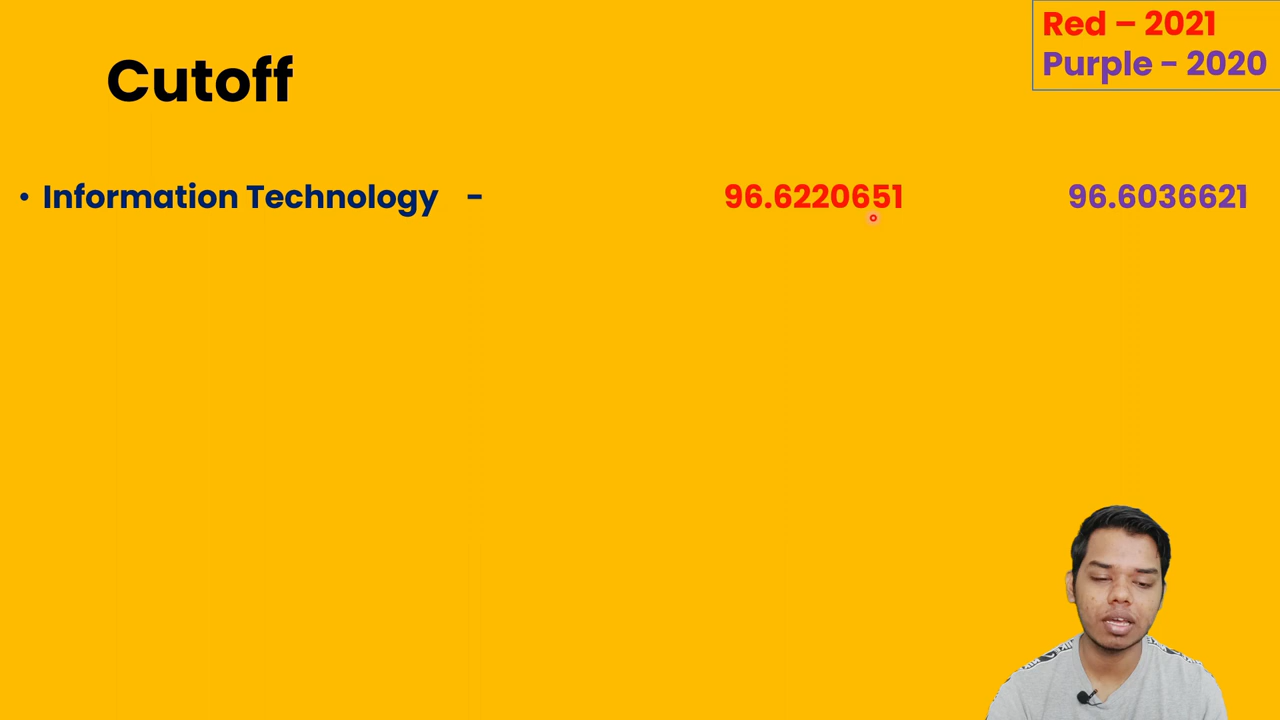 Red – 2021
Purple - 2020
Cutoff
• Information Technology - 96.6220651 96.6036621